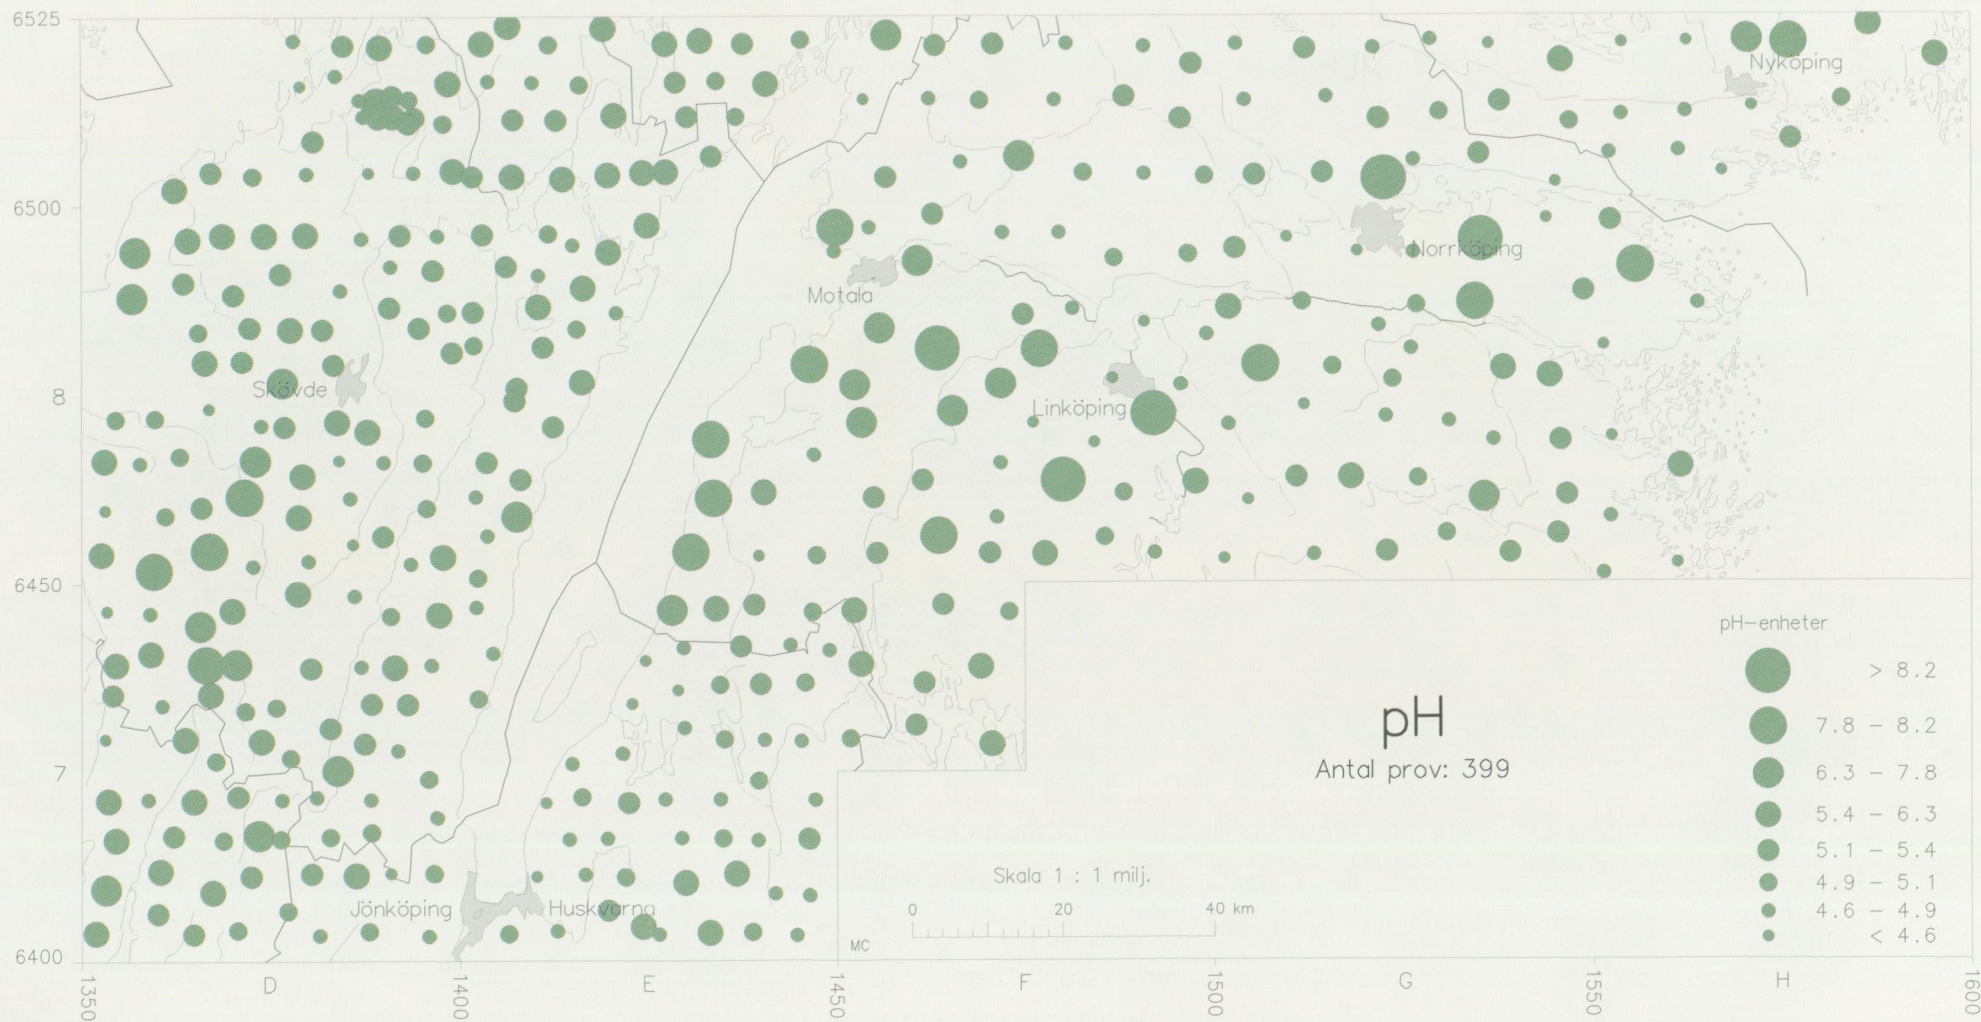 6525
Nyköping
6500
Norrköping
Motala
Skövde
8
Linköping
6450
pH-enheter
> 8.2
pH
7.8 - 8.2
Antal prov: 399
7
6.3 - 7.8
5.4 - 6.3
5.1 - 5.4
Skala 1 : 1 milj.
4.9 - 5.1
Jönköping
Huskvarna
0 20 40 km
4.6 - 4.9
MC
< 4.6
6400
1350 D 1400 E 1450 F 1500 G 1550 H 1600